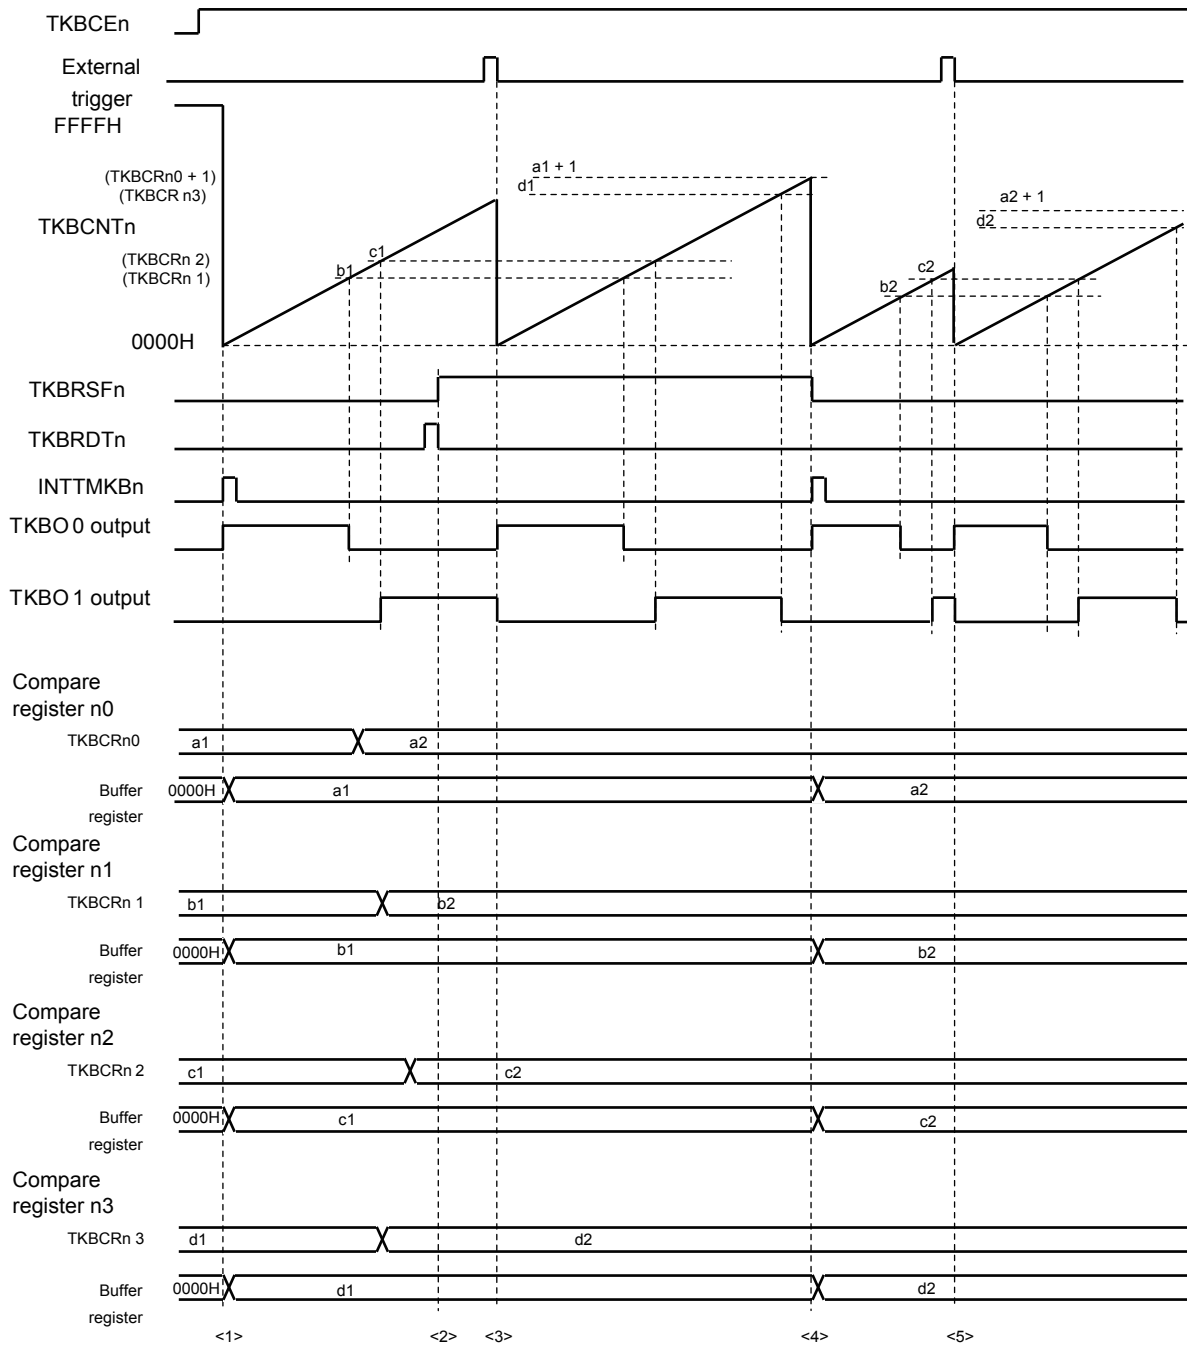 TKBCEn
External
trigger
FFFFH
(TKBCRn0 + 1)
(TKBCR n3)
a1 + 1
d1
a2 + 1
d2
TKBCNTn
(TKBCRn 2)
(TKBCRn 1)
c1
b1
c2
b2
0000H
TKBRSFn
TKBRDTn
INTTMKBn
TKBO 0 output
TKBO 1 output
Compare
register n0
TKBCRn0 a1 a2
Buffer 0000H a1 a2
register
Compare
register n1
TKBCRn 1 b1 b2
Buffer 0000H b1 b2
register
Compare
register n2
TKBCRn 2 c1 c2
Buffer 0000H c1 c2
register
Compare
register n3
TKBCRn 3 d1 d2
Buffer 0000H d1 d2
register
<1> <2> <3> <4> <5>